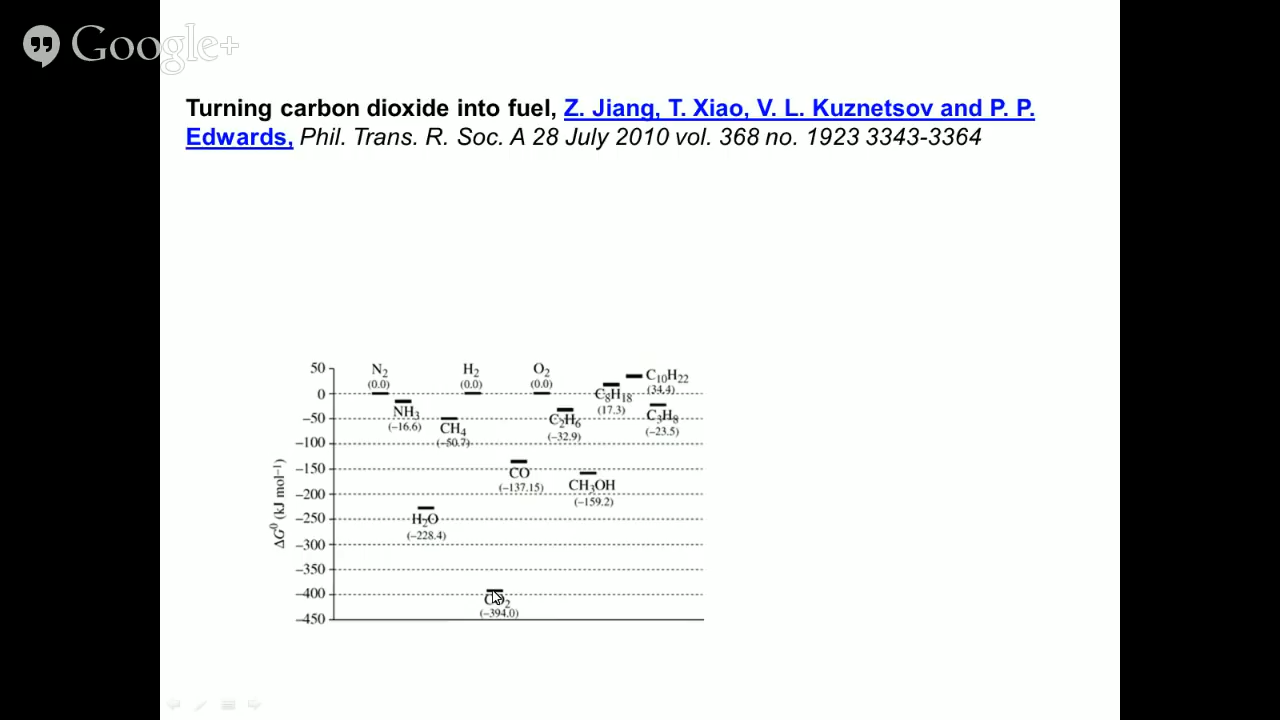 Google+
Turning carbon dioxide into fuel, Z. Jiang, T. Xiao, V. L. Kuznetsov and P. P.
Edwards, Phil. Trans. R. Soc. A 28 July 2010 vol. 368 no. 1923 3343-3364
50
0
−50
−100
−150
−200
−250
−300
−350
−400
−450
ΔG⁰ (kJ mol⁻¹)
N₂
(0.0)
NH₃
(−16.6)
H₂O
(−228.4)
CH₄
(−50.7)
H₂
(0.0)
CO₂
(−394.0)
CO
(−137.15)
O₂
(0.0)
C₂H₆
(−32.9)
CH₃OH
(−159.2)
C₈H₁₈
(17.3)
C₁₀H₂₂
(34.4)
C₃H₈
(−23.5)